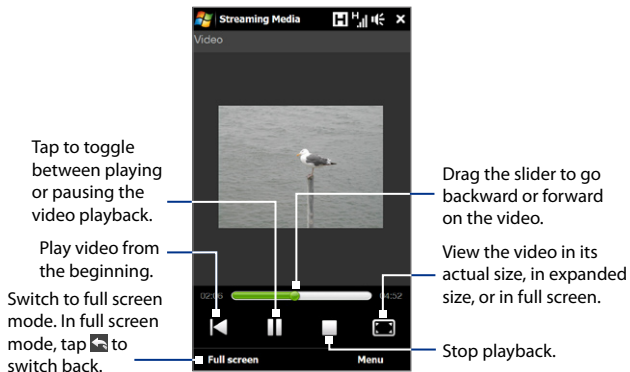 Streaming Media
Video
Tap to toggle
between playing
or pausing the
video playback.
Play video from
the beginning.
Switch to full screen
mode. In full screen
mode, tap to
switch back.
Drag the slider to go
backward or forward
on the video.
View the video in its
actual size, in expanded
size, or in full screen.
Stop playback.
02:06
04:52
Full screen
Menu